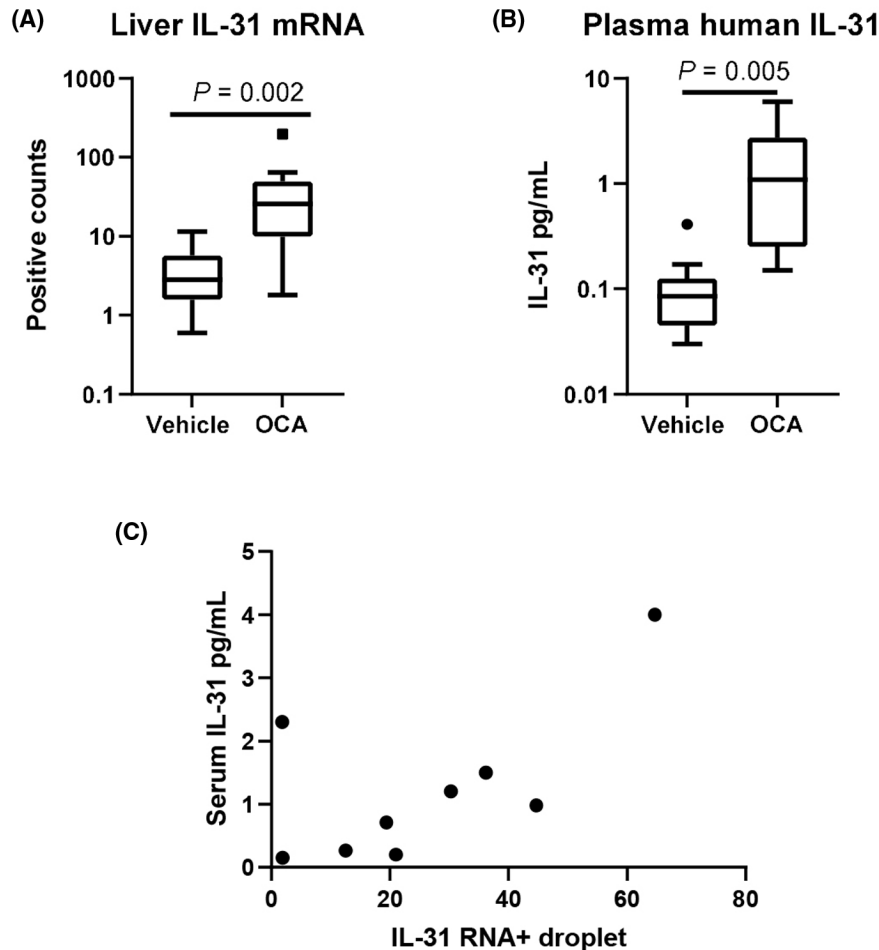 (A)
Liver IL-31 mRNA
P = 0.002
Positive counts
1000
100
10
1
0.1
Vehicle OCA
(B)
Plasma human IL-31
P = 0.005
IL-31 pg/mL
10
1
0.1
0.01
Vehicle OCA
(C)
Serum IL-31 pg/mL
5
4
3
2
1
0
0 20 40 60 80
IL-31 RNA+ droplet